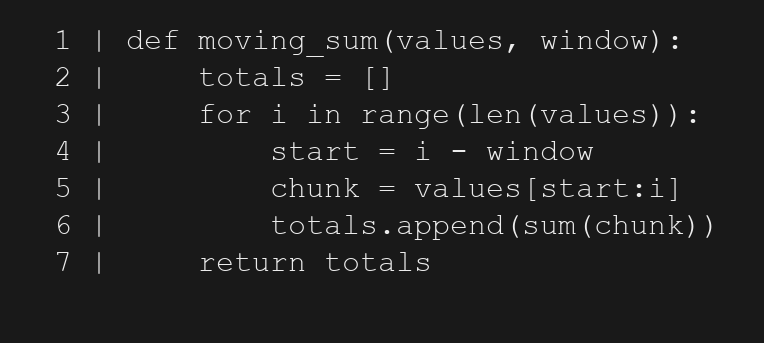 1 | def moving_sum(values, window):
2 |     totals = []
3 |     for i in range(len(values)):
4 |         start = i - window
5 |         chunk = values[start:i]
6 |         totals.append(sum(chunk))
7 |     return totals